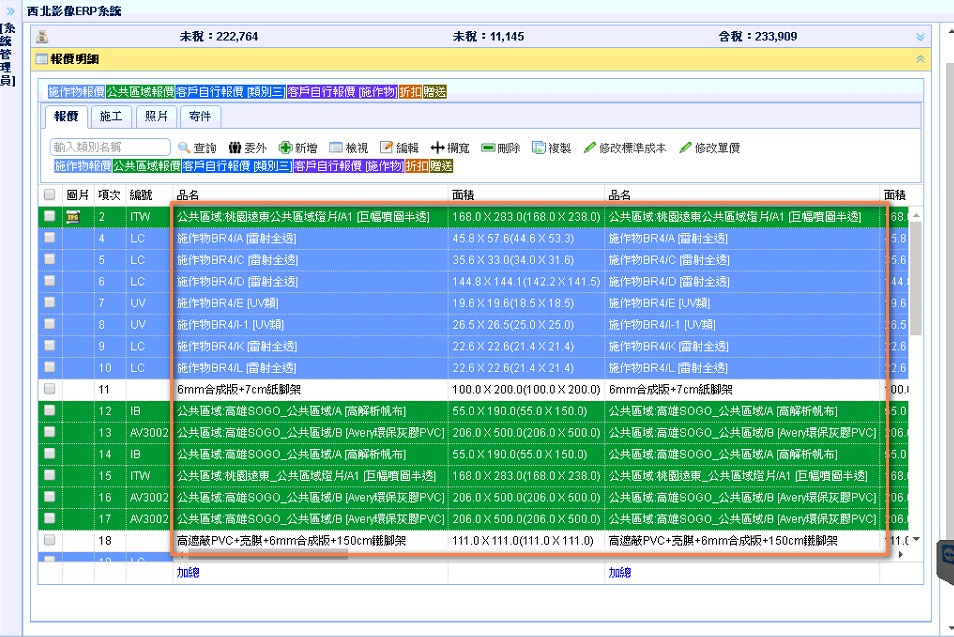 西北影像ERP系統
[系統管理員]
未稅：222,764 未稅：11,145 含稅：233,909
報價明細
施作物報價 公共區域報價 客戶自行報價 [類別三] 客戶自行報價 [施作物] 折扣 贈送
報價 施工 照片 寄件
輸入類別名稱 查詢 委外 新增 檢視 編輯 欄寬 刪除 複製 修改標準成本 修改單價
施作物報價 公共區域報價 客戶自行報價 [類別三] 客戶自行報價 [施作物] 折扣 贈送
圖片 項次 編號 品名 面積 品名 面積
2 ITW 公共區域:桃園遠東公共區域燈片/A1 [巨幅噴圖半透] 168.0 X 283.0(168.0 X 238.0) 公共區域:桃園遠東公共區域燈片/A1 [巨幅噴圖半透] 168.0
4 LC 施作物BR4/A [雷射全透] 45.8 X 57.6(44.6 X 53.3) 施作物BR4/A [雷射全透] 5.8
5 LC 施作物BR4/C [雷射全透] 35.6 X 33.0(34.0 X 31.6) 施作物BR4/C [雷射全透] 5.6
6 LC 施作物BR4/D [雷射全透] 144.8 X 144.1(142.2 X 141.5) 施作物BR4/D [雷射全透] 44.
7 UV 施作物BR4/E [UV類] 19.6 X 19.6(18.5 X 18.5) 施作物BR4/E [UV類] 9.6
8 UV 施作物BR4/I-1 [UV類] 26.5 X 26.5(25.0 X 25.0) 施作物BR4/I-1 [UV類] 6.5
9 LC 施作物BR4/K [雷射全透] 22.6 X 22.6(21.4 X 21.4) 施作物BR4/K [雷射全透] 2.6
10 LC 施作物BR4/L [雷射全透] 22.6 X 22.6(21.4 X 21.4) 施作物BR4/L [雷射全透] 2.6
11 6mm合成版+7cm紙腳架 100.0 X 200.0(100.0 X 200.0) 6mm合成版+7cm紙腳架 00.
12 IB 公共區域:高雄SOGO_公共區域/A [高解析帆布] 55.0 X 190.0(55.0 X 150.0) 公共區域:高雄SOGO_公共區域/A [高解析帆布] 5.0
13 AV3002 公共區域:高雄SOGO_公共區域/B [Avery環保灰膠PVC] 206.0 X 500.0(206.0 X 500.0) 公共區域:高雄SOGO_公共區域/B [Avery環保灰膠PVC] 06.
14 IB 公共區域:高雄SOGO_公共區域/A [高解析帆布] 55.0 X 190.0(55.0 X 150.0) 公共區域:高雄SOGO_公共區域/A [高解析帆布] 5.0
15 ITW 公共區域:桃園遠東_公共區域燈片/A1 [巨幅噴圖半透] 168.0 X 283.0(168.0 X 238.0) 公共區域:桃園遠東_公共區域燈片/A1 [巨幅噴圖半透] 68.
16 AV3002 公共區域:高雄SOGO_公共區域/B [Avery環保灰膠PVC] 206.0 X 500.0(206.0 X 500.0) 公共區域:高雄SOGO_公共區域/B [Avery環保灰膠PVC] 06.
17 AV3002 公共區域:高雄SOGO_公共區域/B [Avery環保灰膠PVC] 206.0 X 500.0(206.0 X 500.0) 公共區域:高雄SOGO_公共區域/B [Avery環保灰膠PVC] 06.
18 高遮蔽PVC+亮膜+6mm合成版+150cm鐵腳架 111.0 X 111.0(111.0 X 111.0) 高遮蔽PVC+亮膜+6mm合成版+150cm鐵腳架 11.0
加總 加總